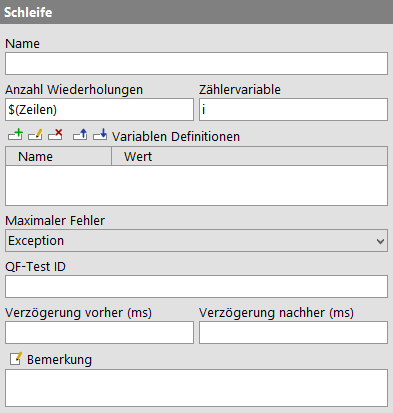 Schleife
Name
Anzahl Wiederholungen Zählervariable
$(Zeilen) i
Variablen Definitionen
Name Wert
Maximaler Fehler
Exception
QF-Test ID
Verzögerung vorher (ms) Verzögerung nachher (ms)
Bemerkung